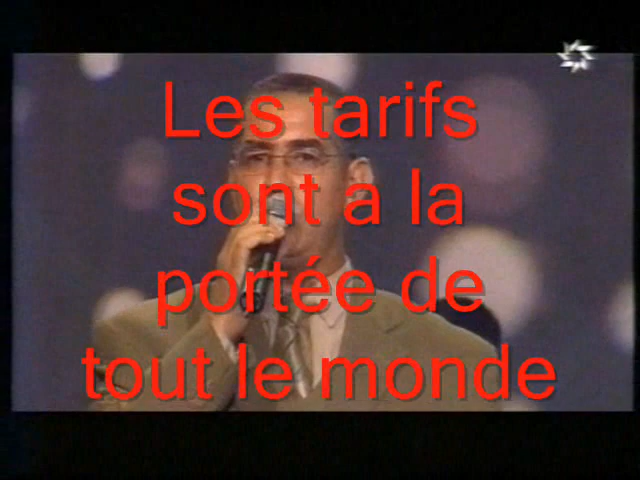 Les tarifs
sont a la
portée de
tout le monde